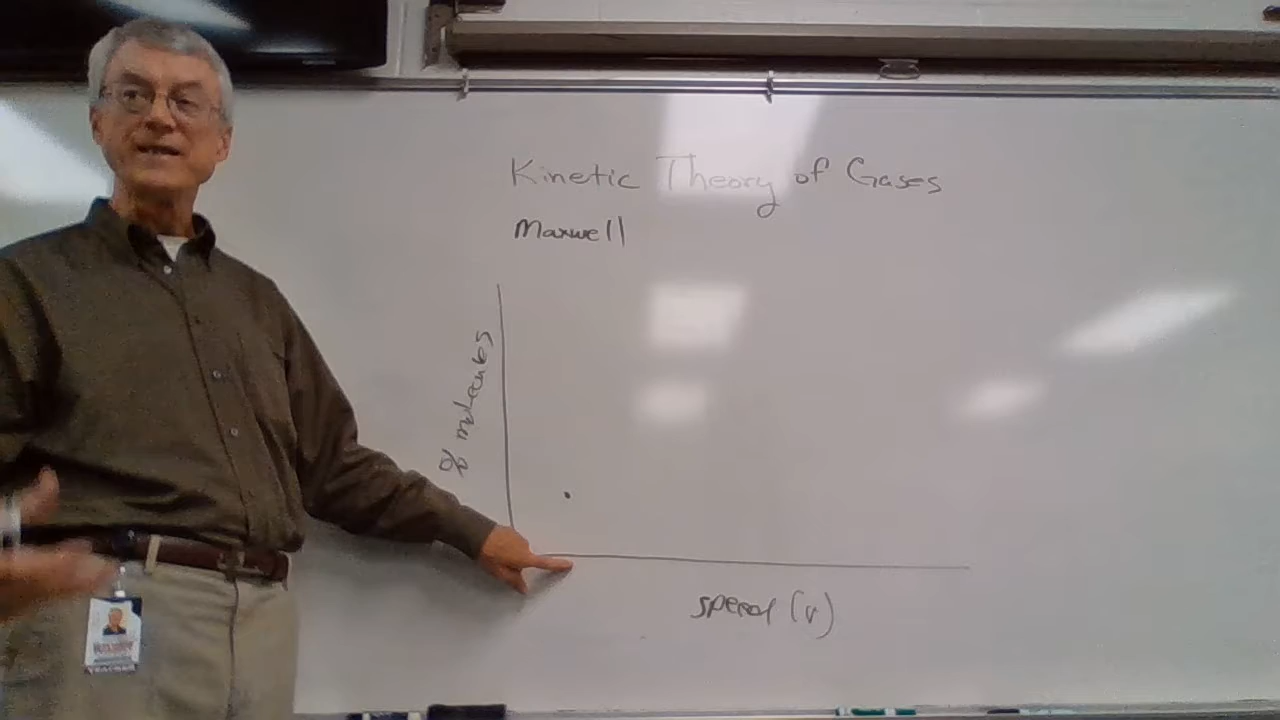 Kinetic Theory of Gases
Maxwell
% molecules
speed (v)